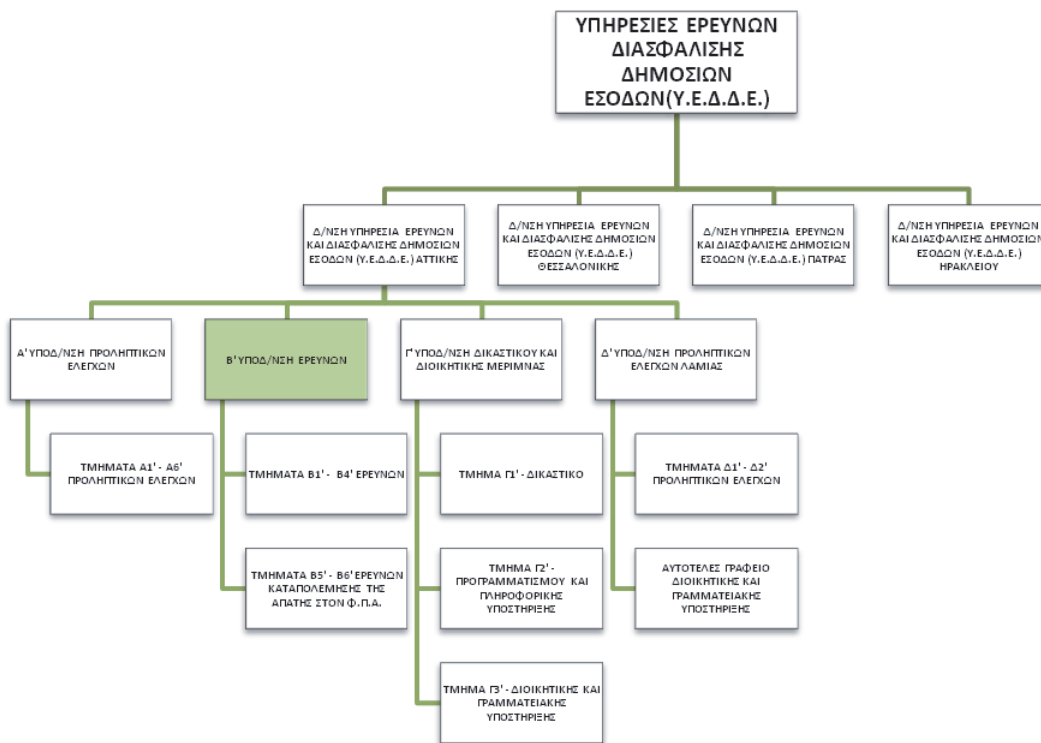 ΥΠΗΡΕΣΙΕΣ ΕΡΕΥΝΩΝ
ΔΙΑΣΦΑΛΙΣΗΣ
ΔΗΜΟΣΙΩΝ
ΕΣΟΔΩΝ(Υ.Ε.Δ.Δ.Ε.)
Δ/ΝΣΗ ΥΠΗΡΕΣΙΑ ΕΡΕΥΝΩΝ
ΚΑΙ ΔΙΑΣΦΑΛΙΣΗΣ ΔΗΜΟΣΙΩΝ
ΕΣΟΔΩΝ (Υ.Ε.Δ.Δ.Ε.) ΑΤΤΙΚΗΣ
Δ/ΝΣΗ ΥΠΗΡΕΣΙΑ ΕΡΕΥΝΩΝ
ΚΑΙ ΔΙΑΣΦΑΛΙΣΗΣ ΔΗΜΟΣΙΩΝ
ΕΣΟΔΩΝ (Υ.Ε.Δ.Δ.Ε.)
ΘΕΣΣΑΛΟΝΙΚΗΣ
Δ/ΝΣΗ ΥΠΗΡΕΣΙΑ ΕΡΕΥΝΩΝ
ΚΑΙ ΔΙΑΣΦΑΛΙΣΗΣ ΔΗΜΟΣΙΩΝ
ΕΣΟΔΩΝ (Υ.Ε.Δ.Δ.Ε.) ΠΑΤΡΑΣ
Δ/ΝΣΗ ΥΠΗΡΕΣΙΑ ΕΡΕΥΝΩΝ
ΚΑΙ ΔΙΑΣΦΑΛΙΣΗΣ ΔΗΜΟΣΙΩΝ
ΕΣΟΔΩΝ (Υ.Ε.Δ.Δ.Ε.)
ΗΡΑΚΛΕΙΟΥ
Α' ΥΠΟΔ/ΝΣΗ ΠΡΟΛΗΠΤΙΚΩΝ
ΕΛΕΓΧΩΝ
Β' ΥΠΟΔ/ΝΣΗ ΕΡΕΥΝΩΝ
Γ' ΥΠΟΔ/ΝΣΗ ΔΙΚΑΣΤΙΚΟΥ ΚΑΙ
ΔΙΟΙΚΗΤΙΚΗΣ ΜΕΡΙΜΝΑΣ
Δ' ΥΠΟΔ/ΝΣΗ ΠΡΟΛΗΠΤΙΚΩΝ
ΕΛΕΓΧΩΝ ΛΑΜΙΑΣ
ΤΜΗΜΑΤΑ Α1' - Α6'
ΠΡΟΛΗΠΤΙΚΩΝ ΕΛΕΓΧΩΝ
ΤΜΗΜΑΤΑ Β1' - Β4' ΕΡΕΥΝΩΝ
ΤΜΗΜΑ Γ1' - ΔΙΚΑΣΤΙΚΟ
ΤΜΗΜΑΤΑ Δ1' - Δ2'
ΠΡΟΛΗΠΤΙΚΩΝ ΕΛΕΓΧΩΝ
ΤΜΗΜΑΤΑ Β5' - Β6' ΕΡΕΥΝΩΝ
ΚΑΤΑΠΟΛΕΜΗΣΗΣ ΤΗΣ
ΑΠΑΤΗΣ ΣΤΟΝ Φ.Π.Α.
ΤΜΗΜΑ Γ2' -
ΠΡΟΓΡΑΜΜΑΤΙΣΜΟΥ ΚΑΙ
ΠΛΗΡΟΦΟΡΙΚΗΣ
ΥΠΟΣΤΗΡΙΞΗΣ
ΑΥΤΟΤΕΛΕΣ ΓΡΑΦΕΙΟ
ΔΙΟΙΚΗΤΙΚΗΣ ΚΑΙ
ΓΡΑΜΜΑΤΕΙΑΚΗΣ
ΥΠΟΣΤΗΡΙΞΗΣ
ΤΜΗΜΑ Γ3' - ΔΙΟΙΚΗΤΙΚΗΣ ΚΑΙ
ΓΡΑΜΜΑΤΕΙΑΚΗΣ
ΥΠΟΣΤΗΡΙΞΗΣ